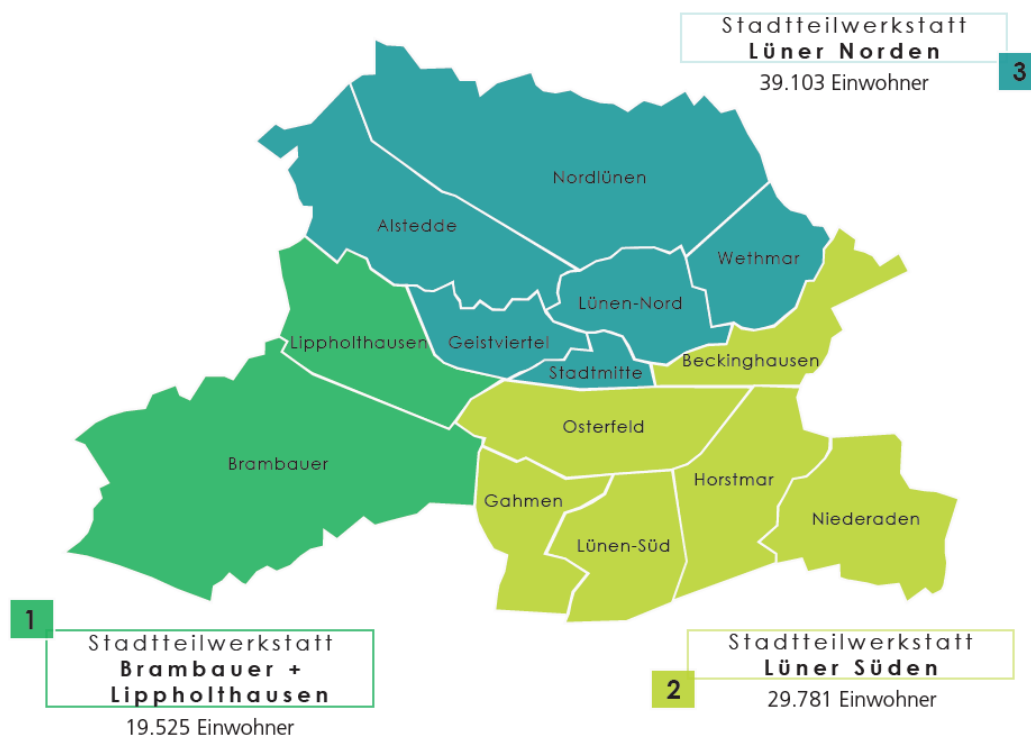 Stadtteilwerkstatt
Lüner Norden
3
39.103 Einwohner
Nordlünen
Alstedde
Wethmar
Lünen-Nord
Lippholthausen
Geistviertel
Stadtmitte
Beckinghausen
Osterfeld
Brambauer
Gahmen
Horstmar
Niederaden
Lünen-Süd
1
Stadtteilwerkstatt
Brambauer +
Lippholthausen
19.525 Einwohner
Stadtteilwerkstatt
Lüner Süden
2
29.781 Einwohner